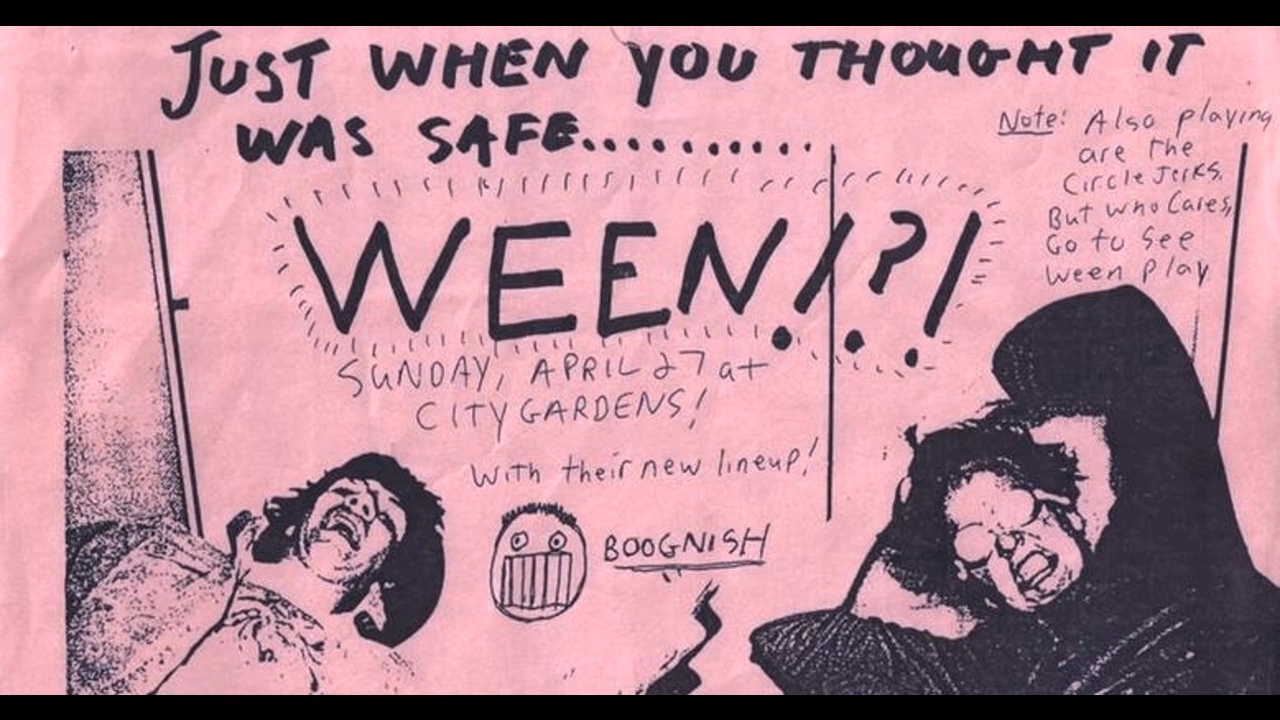 JUST WHEN YOU THOUGHT IT
WAS SAFE..........
WEEN!?!
Note: Also playing
are the
Circle Jerks.
But who Cares,
Go to see
Ween play.
SUNDAY, APRIL 27 at
CITY GARDENS!
With their new lineup!
BOOGNISH